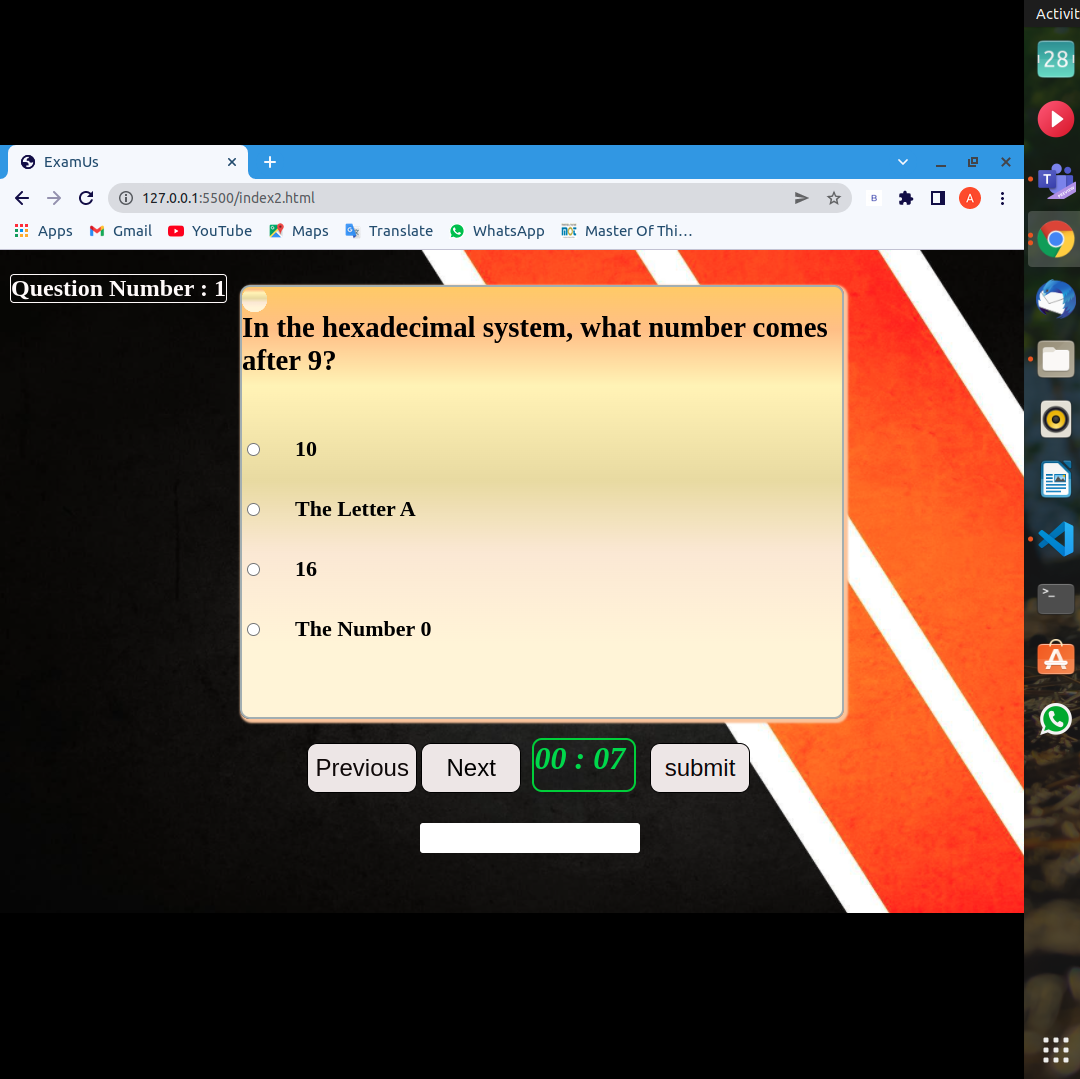 Activit
28
ExamUs
127.0.0.1:5500/index2.html
B
A
Apps
Gmail
YouTube
Maps
Translate
WhatsApp
Master Of Thi…
Question Number : 1
In the hexadecimal system, what number comes
after 9?
10
The Letter A
16
The Number 0
Previous
Next
00 : 07
submit